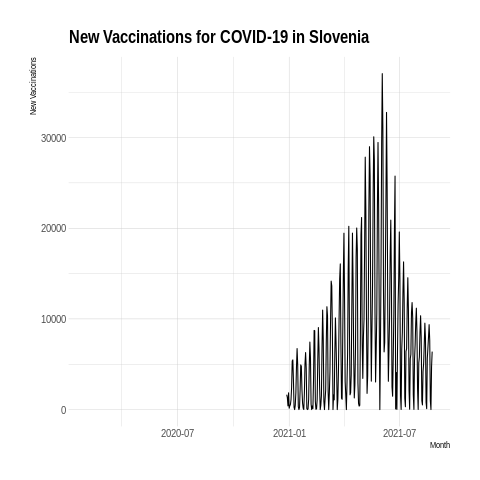 New Vaccinations for COVID-19 in Slovenia
New Vaccinations
30000
20000
10000
0
2020-07
2021-01
2021-07
Month